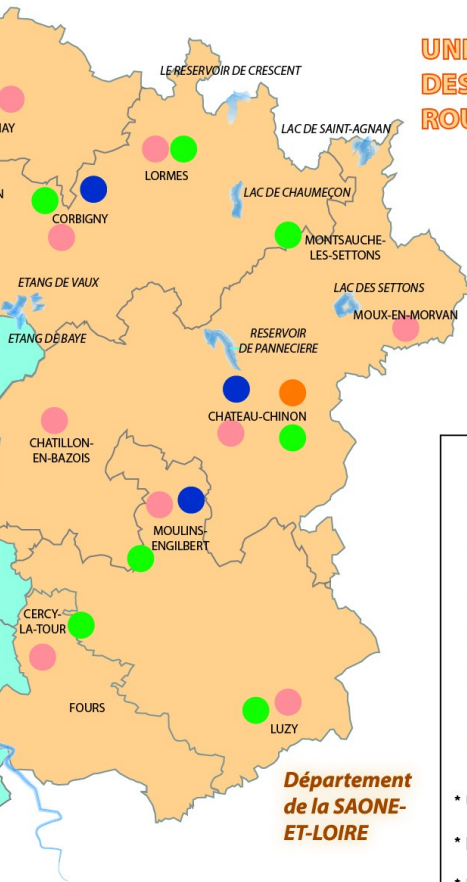 UNE
DES
ROU
LE RESERVOIR DE CRESCENT
LAC DE SAINT-AGNAN
NAY
LORMES
LAC DE CHAUMEÇON
N
CORBIGNY
MONTSAUCHE-
LES-SETTONS
ETANG DE VAUX
LAC DES SETTONS
MOUX-EN-MORVAN
ETANG DE BAYE
RESERVOIR
DE PANNECIERE
CHATEAU-CHINON
CHATILLON-
EN-BAZOIS
MOULINS-
ENGILBERT
CERCY-
LA-TOUR
FOURS
LUZY
Département
de la SAONE-
ET-LOIRE
*
*
*